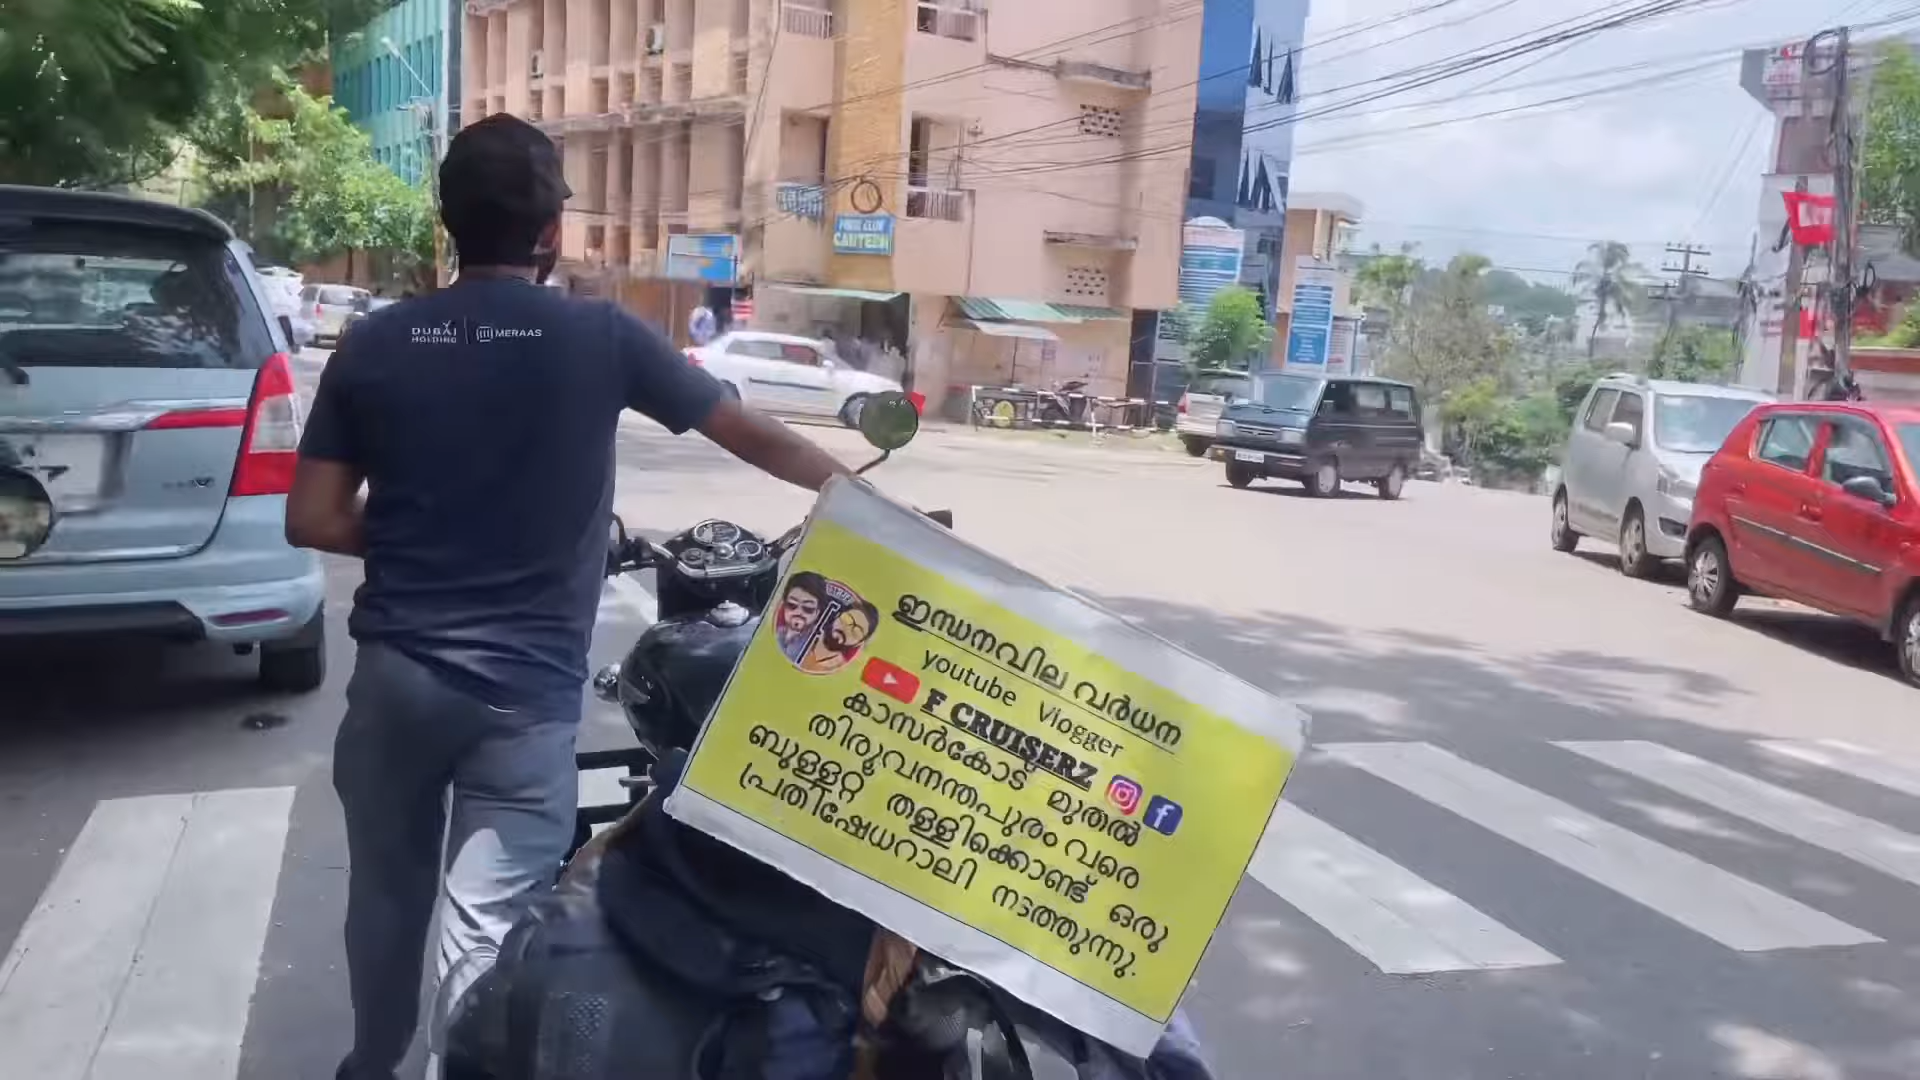 DUBAI HOLDING | MERAAS
PRESS CLUB
CANTEEN
ഇന്ധനവില വർധന
youtube Vlogger
F CRUISERZ
കാസർകോട് മുതൽ
തിരുവനന്തപുരം വരെ
ബുള്ളറ്റ് തള്ളിക്കൊണ്ട് ഒരു
പ്രതിഷേധറാലി നടത്തുന്നു.